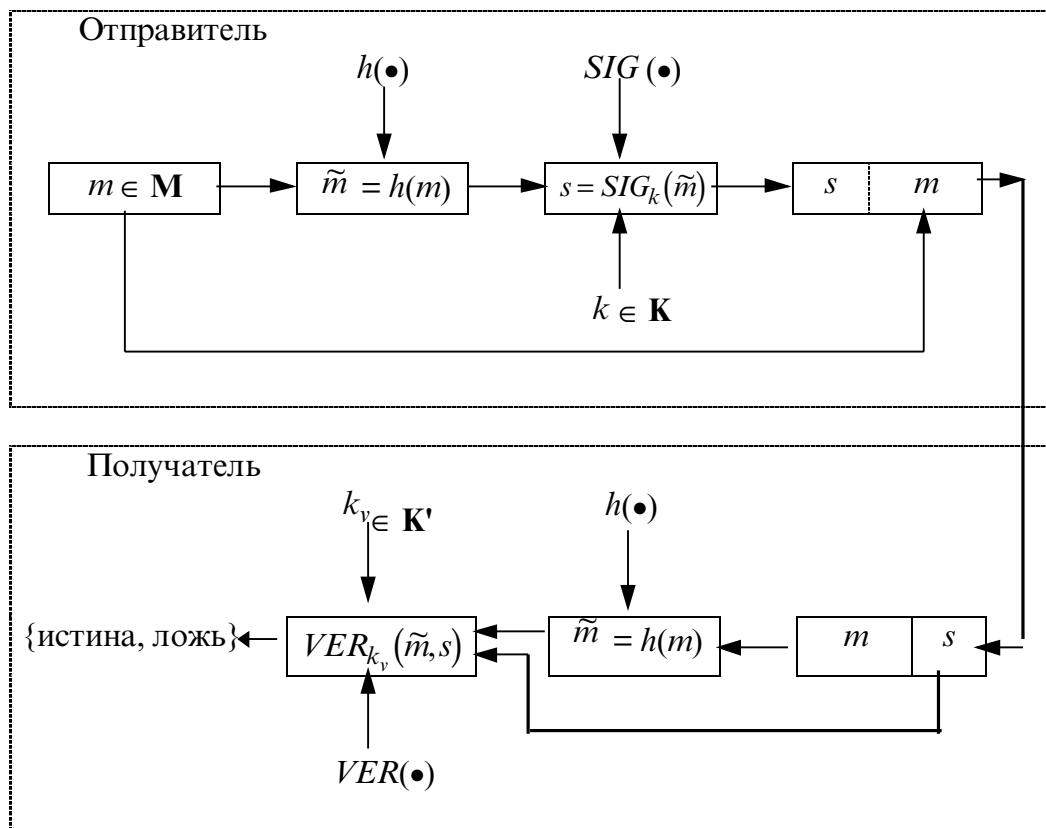 Отправитель
h(•) SIG (•)
m ∈ M
m̃ = h(m)
s = SIG_k(m̃)
s m
k ∈ K
Получатель
k_v ∈ K'
h(•)
{истина, ложь}
VER_{k_v}(m̃, s)
m̃ = h(m)
m s
VER(•)